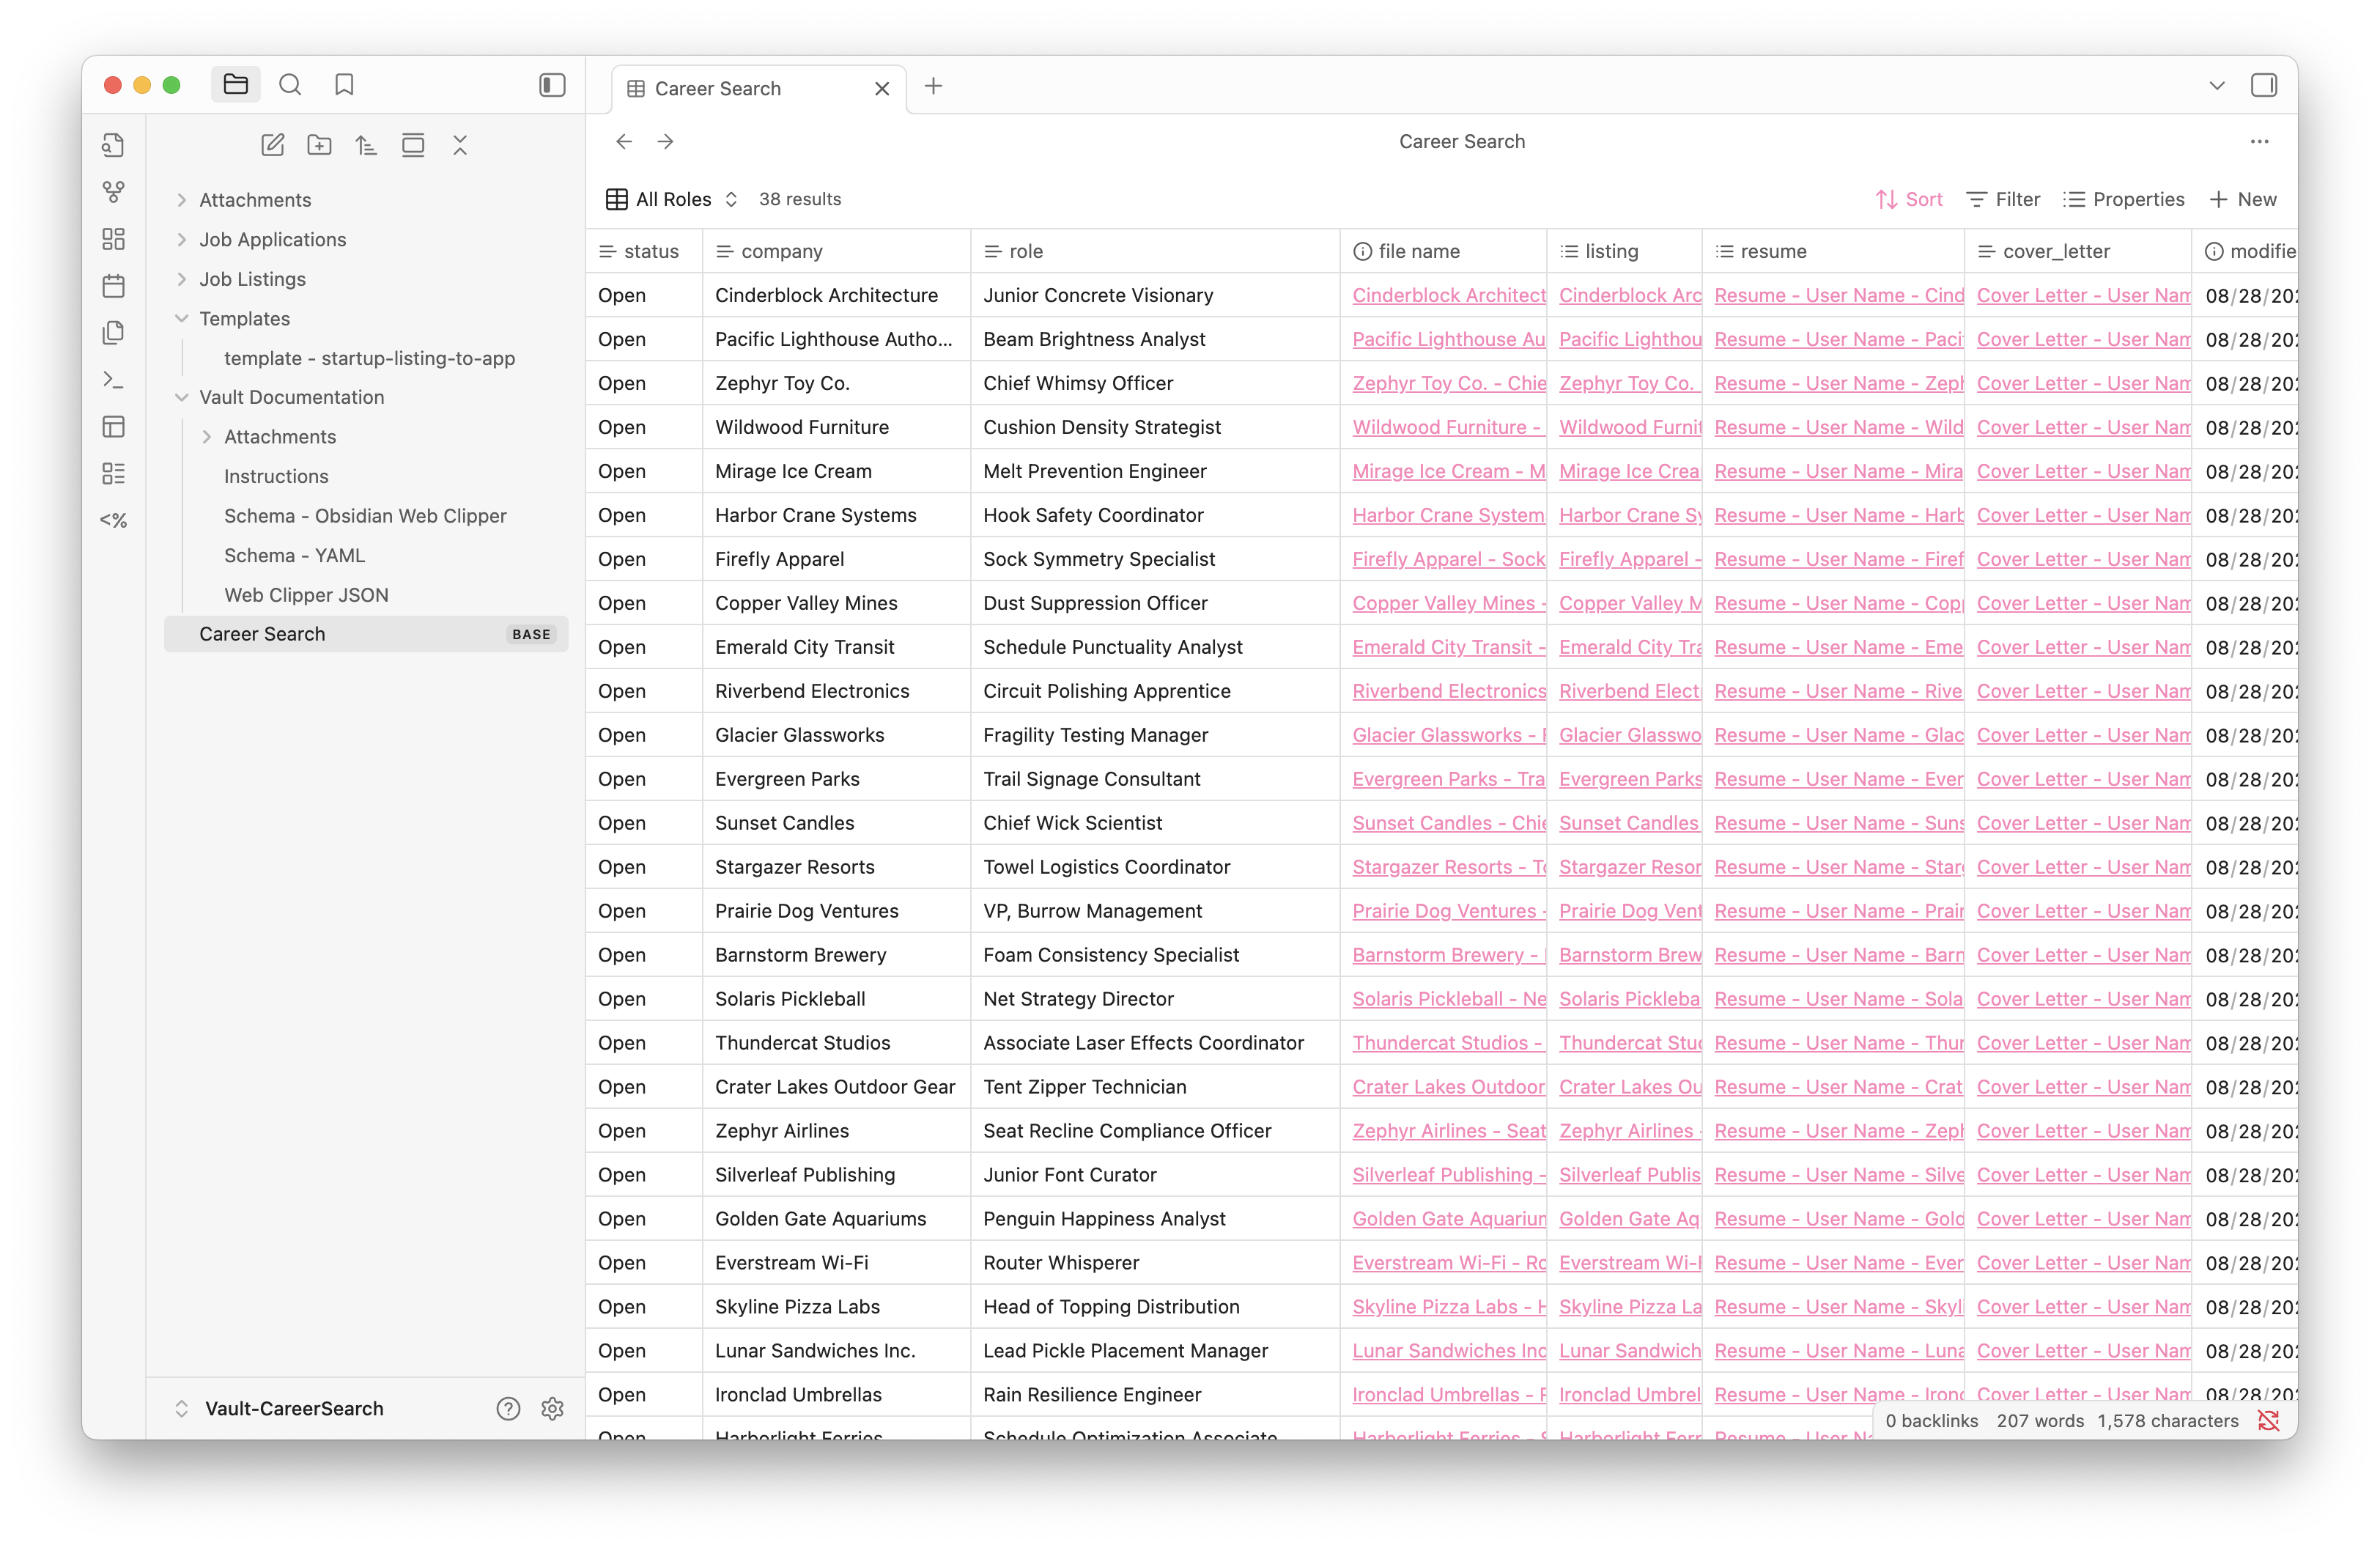 Career Search
Attachments
Job Applications
Job Listings
Templates
template - startup-listing-to-app
Vault Documentation
Attachments
Instructions
Schema - Obsidian Web Clipper
Schema - YAML
Web Clipper JSON
Career Search BASE
<%
Vault-CareerSearch
Career Search
All Roles 38 results Sort Filter Properties New
status company role file name listing resume cover_letter modifie
Open Cinderblock Architecture Junior Concrete Visionary Cinderblock Architect Cinderblock Arc Resume - User Name - Cind Cover Letter - User Nam 08/28/202
Open Pacific Lighthouse Autho... Beam Brightness Analyst Pacific Lighthouse Au Pacific Lighthou Resume - User Name - Paci Cover Letter - User Nam 08/28/202
Open Zephyr Toy Co. Chief Whimsy Officer Zephyr Toy Co. - Chie Zephyr Toy Co. Resume - User Name - Zeph Cover Letter - User Nam 08/28/202
Open Wildwood Furniture Cushion Density Strategist Wildwood Furniture - Wildwood Furnit Resume - User Name - Wild Cover Letter - User Nam 08/28/202
Open Mirage Ice Cream Melt Prevention Engineer Mirage Ice Cream - M Mirage Ice Crea Resume - User Name - Mira Cover Letter - User Nam 08/28/202
Open Harbor Crane Systems Hook Safety Coordinator Harbor Crane System Harbor Crane Sy Resume - User Name - Harb Cover Letter - User Nam 08/28/202
Open Firefly Apparel Sock Symmetry Specialist Firefly Apparel - Sock Firefly Apparel - Resume - User Name - Firef Cover Letter - User Nam 08/28/202
Open Copper Valley Mines Dust Suppression Officer Copper Valley Mines - Copper Valley M Resume - User Name - Copp Cover Letter - User Nam 08/28/202
Open Emerald City Transit Schedule Punctuality Analyst Emerald City Transit - Emerald City Tra Resume - User Name - Eme Cover Letter - User Nam 08/28/202
Open Riverbend Electronics Circuit Polishing Apprentice Riverbend Electronics Riverbend Elect Resume - User Name - Rive Cover Letter - User Nam 08/28/202
Open Glacier Glassworks Fragility Testing Manager Glacier Glassworks - F Glacier Glasswo Resume - User Name - Glac Cover Letter - User Nam 08/28/202
Open Evergreen Parks Trail Signage Consultant Evergreen Parks - Tra Evergreen Parks Resume - User Name - Ever Cover Letter - User Nam 08/28/202
Open Sunset Candles Chief Wick Scientist Sunset Candles - Chie Sunset Candles Resume - User Name - Suns Cover Letter - User Nam 08/28/202
Open Stargazer Resorts Towel Logistics Coordinator Stargazer Resorts - To Stargazer Resor Resume - User Name - Starg Cover Letter - User Nam 08/28/202
Open Prairie Dog Ventures VP, Burrow Management Prairie Dog Ventures - Prairie Dog Vent Resume - User Name - Prair Cover Letter - User Nam 08/28/202
Open Barnstorm Brewery Foam Consistency Specialist Barnstorm Brewery - Barnstorm Brew Resume - User Name - Barn Cover Letter - User Nam 08/28/202
Open Solaris Pickleball Net Strategy Director Solaris Pickleball - Ne Solaris Pickleba Resume - User Name - Sola Cover Letter - User Nam 08/28/202
Open Thundercat Studios Associate Laser Effects Coordinator Thundercat Studios - Thundercat Stud Resume - User Name - Thun Cover Letter - User Nam 08/28/202
Open Crater Lakes Outdoor Gear Tent Zipper Technician Crater Lakes Outdoor Crater Lakes Ou Resume - User Name - Crat Cover Letter - User Nam 08/28/202
Open Zephyr Airlines Seat Recline Compliance Officer Zephyr Airlines - Seat Zephyr Airlines - Resume - User Name - Zeph Cover Letter - User Nam 08/28/202
Open Silverleaf Publishing Junior Font Curator Silverleaf Publishing - Silverleaf Publis Resume - User Name - Silve Cover Letter - User Nam 08/28/202
Open Golden Gate Aquariums Penguin Happiness Analyst Golden Gate Aquarium Golden Gate Aq Resume - User Name - Gold Cover Letter - User Nam 08/28/202
Open Everstream Wi-Fi Router Whisperer Everstream Wi-Fi - Ro Everstream Wi-F Resume - User Name - Ever Cover Letter - User Nam 08/28/202
Open Skyline Pizza Labs Head of Topping Distribution Skyline Pizza Labs - H Skyline Pizza La Resume - User Name - Skyl Cover Letter - User Nam 08/28/202
Open Lunar Sandwiches Inc. Lead Pickle Placement Manager Lunar Sandwiches Inc Lunar Sandwich Resume - User Name - Luna Cover Letter - User Nam 08/28/202
Open Ironclad Umbrellas Rain Resilience Engineer Ironclad Umbrellas - R Ironclad Umbrel Resume - User Name - Iron Cover Letter - User Nam 08/28/202
Open Harborlight Ferries Schedule Optimization Associate Harborlight Ferries - S Harborlight Ferr Resume - User Na
0 backlinks 207 words 1,578 characters